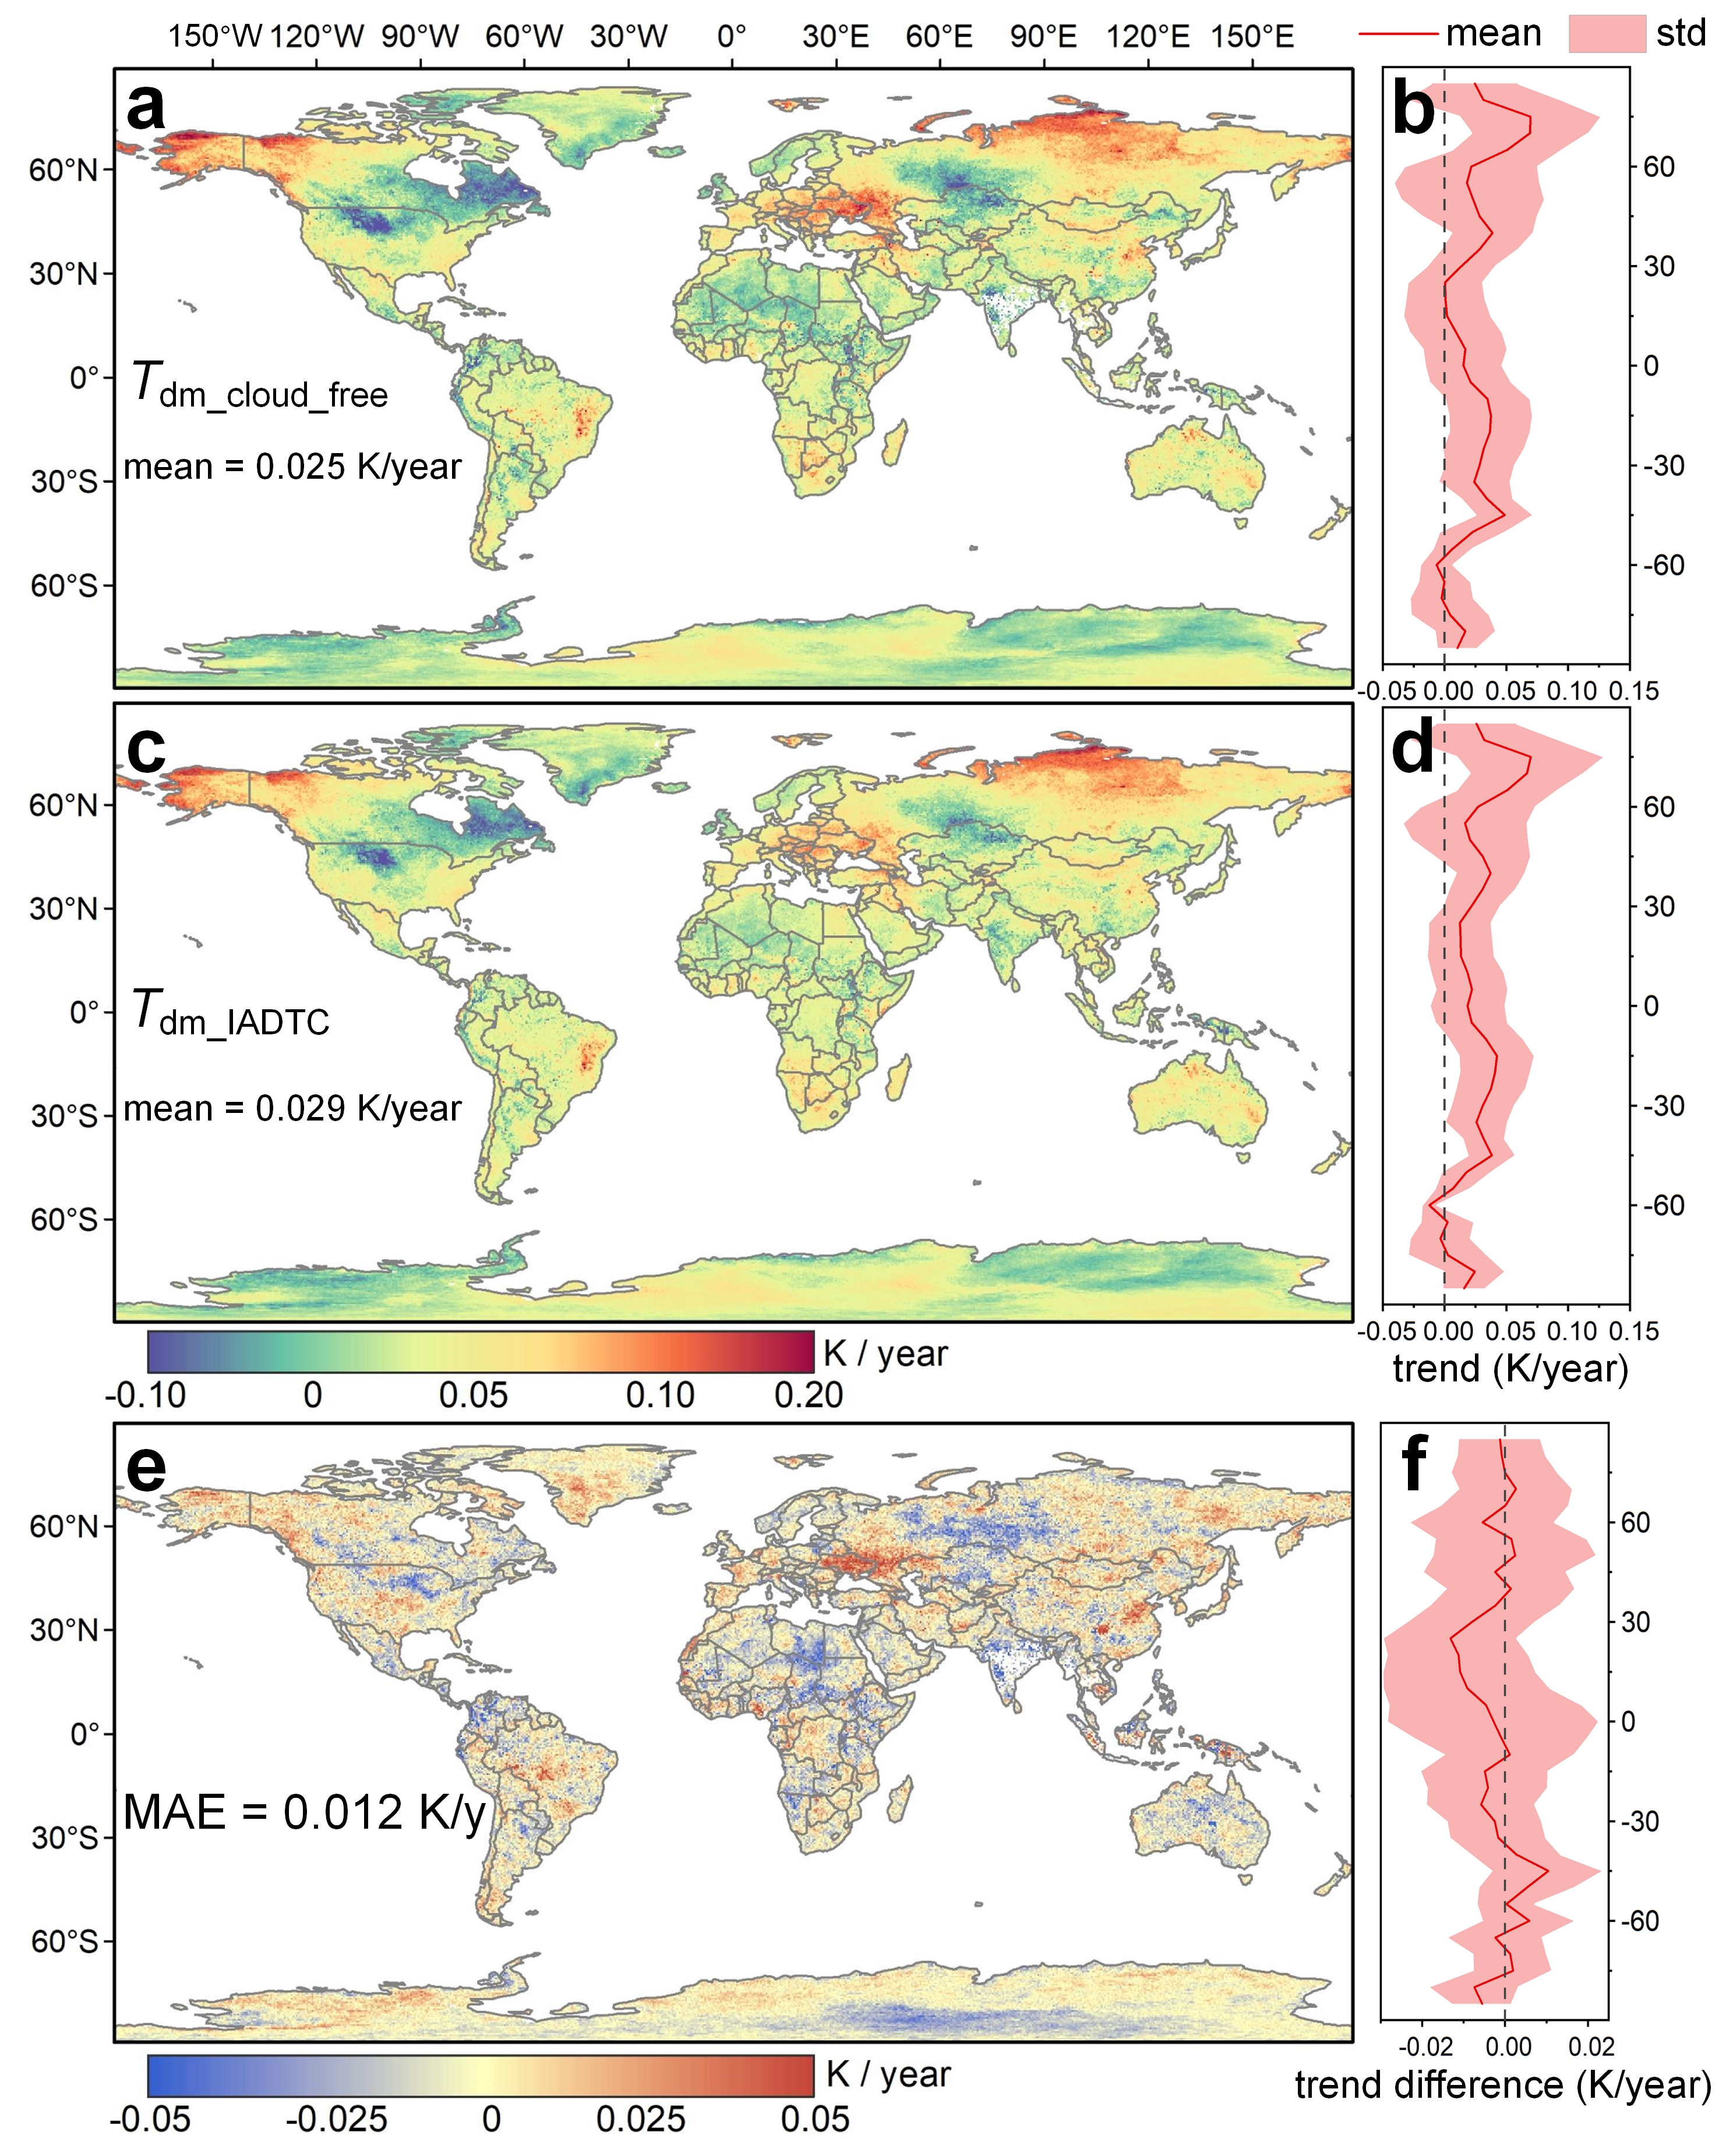 150°W 120°W 90°W 60°W 30°W 0° 30°E 60°E 90°E 120°E 150°E
mean std
a
60°N
30°N
0°
30°S
60°S
Tdm_cloud_free
mean = 0.025 K/year
b
60
30
0
-30
-60
-0.05 0.00 0.05 0.10 0.15
c
60°N
30°N
0°
30°S
60°S
Tdm_IADTC
mean = 0.029 K/year
d
60
30
0
-30
-60
-0.05 0.00 0.05 0.10 0.15
trend (K/year)
K / year
-0.10 0 0.05 0.10 0.20
e
60°N
30°N
0°
30°S
60°S
MAE = 0.012 K/y
f
60
30
0
-30
-60
-0.02 0.00 0.02
trend difference (K/year)
K / year
-0.05 -0.025 0 0.025 0.05